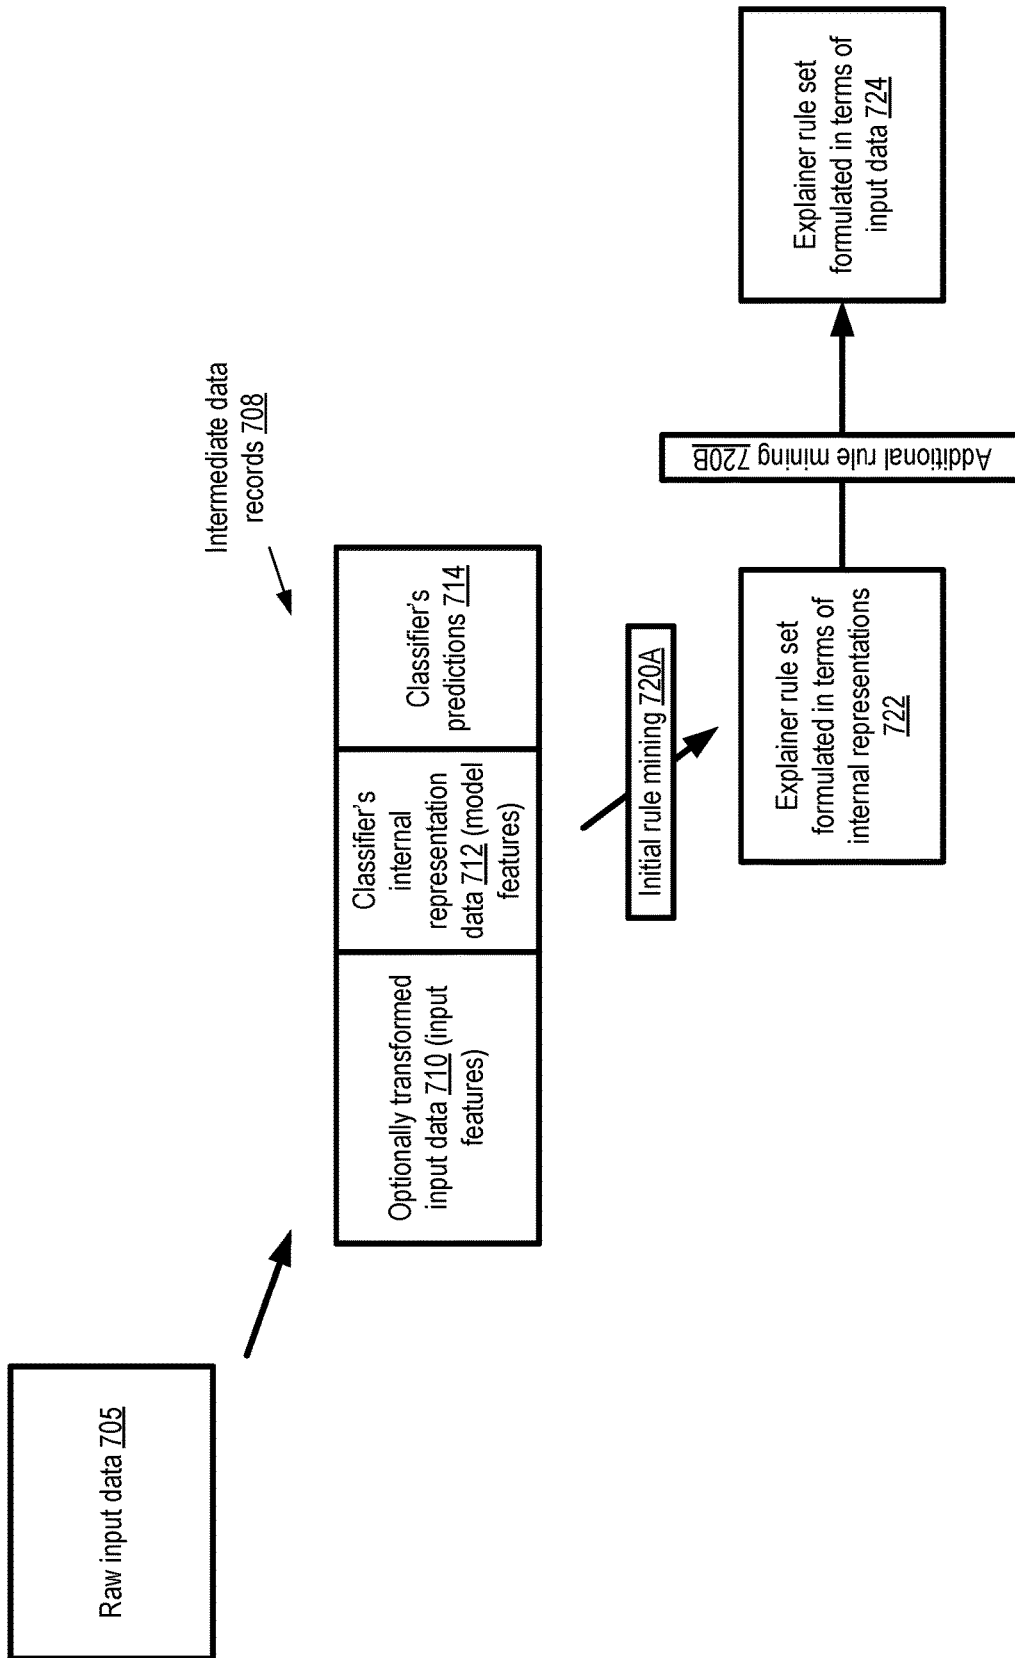 Raw input data 705
Intermediate data
records 708
Optionally transformed
input data 710 (input
features)
Classifier's
internal
representation
data 712 (model
features)
Classifier's
predictions 714
Initial rule mining 720A
Explainer rule set
formulated in terms of
internal representations
722
Additional rule mining 720B
Explainer rule set
formulated in terms of
input data 724